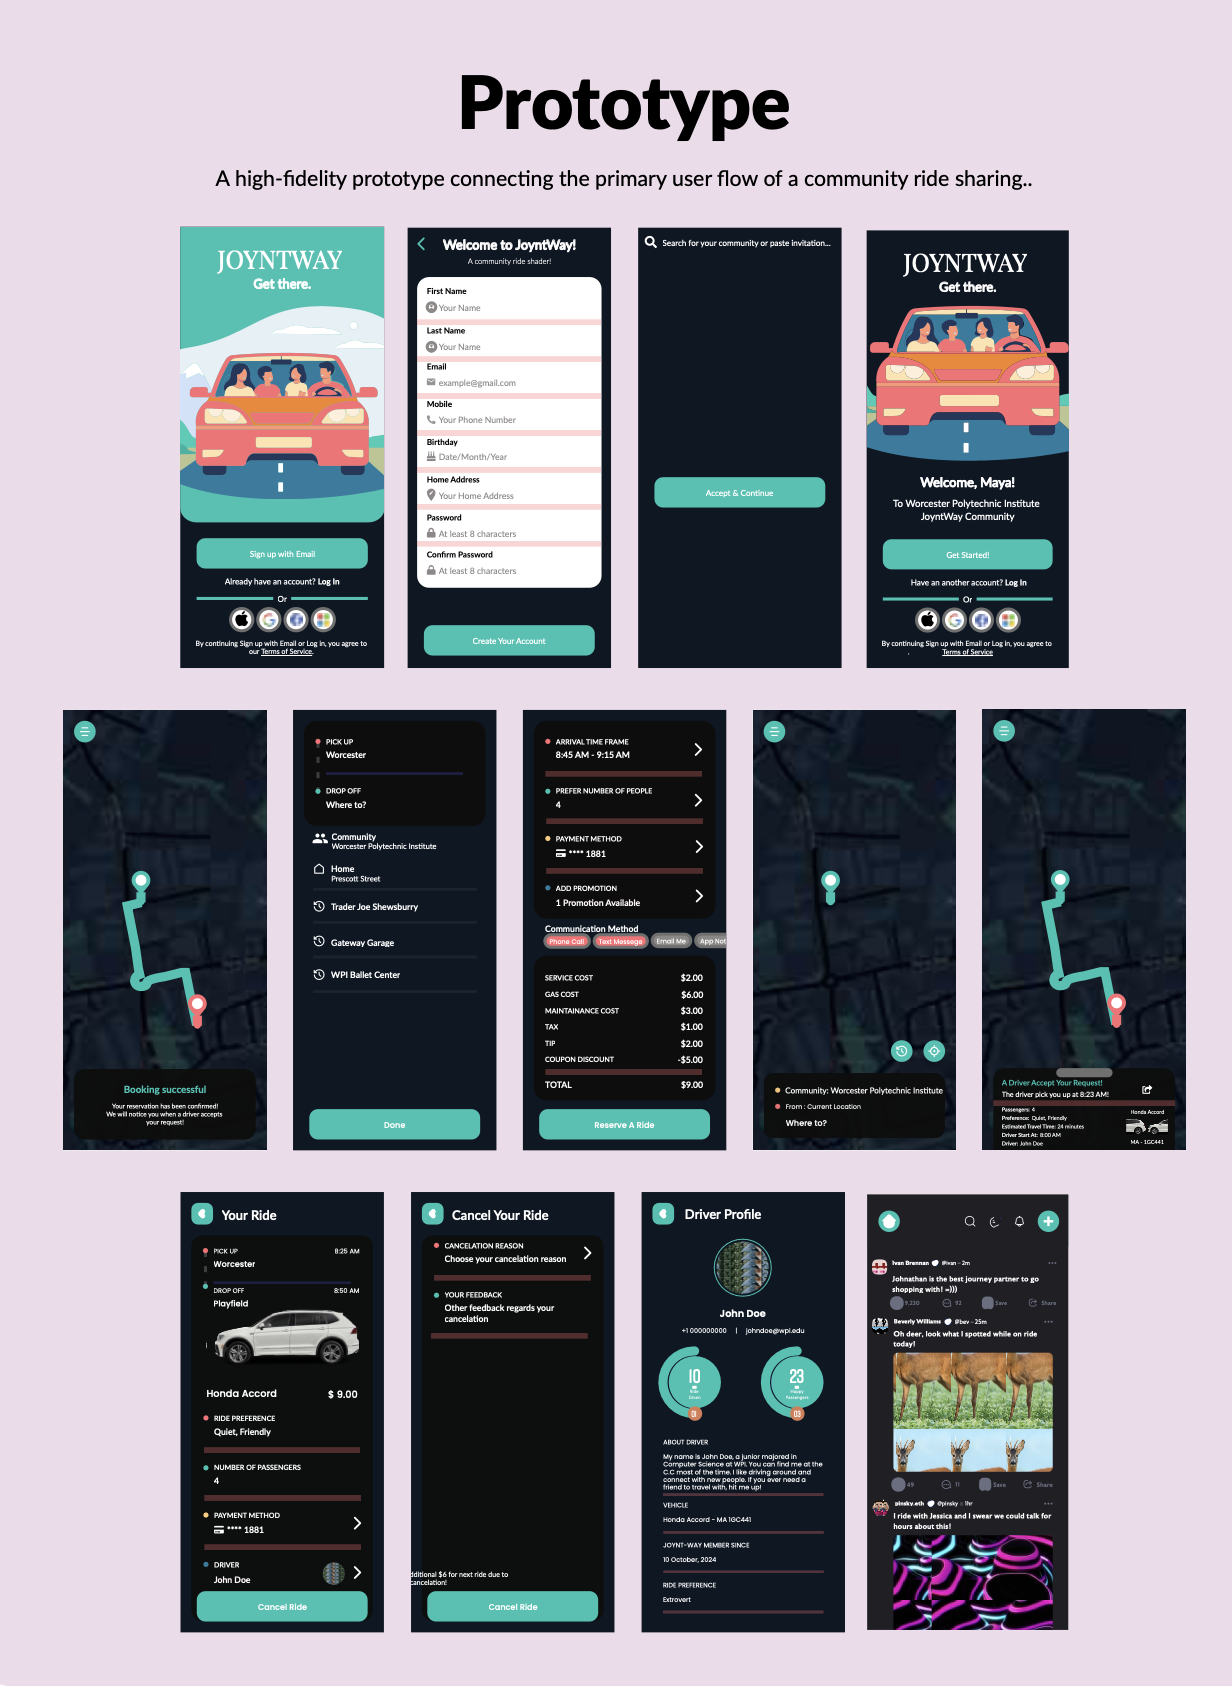 Prototype
A high-fidelity prototype connecting the primary user flow of a community ride sharing..
JOYNTWAY
Get there.
Sign up with Email
Already have an account? Log In
Or
By continuing Sign up with Email or Log in, you agree to
our Terms of Service.
Welcome to JoyntWay!
A community ride shader!
First Name
Your Name
Last Name
Your Name
Email
example@gmail.com
Mobile
Your Phone Number
Birthday
Date/Month/Year
Home Address
Your Home Address
Password
At least 8 characters
Confirm Password
At least 8 characters
Create Your Account
Search for your community or paste invitation...
Accept & Continue
JOYNTWAY
Get there.
Welcome, Maya!
To Worcester Polytechnic Institute
JoyntWay Community
Get Started!
Have an another account? Log In
Or
By continuing Sign up with Email or Log in, you agree to
Terms of Service
Booking successful
Your reservation has been confirmed!
We will notice you when a driver accepts
your request!
PICK UP
Worcester
DROP OFF
Where to?
Community
Worcester Polytechnic Institute
Home
Prescott Street
Trader Joe Shewsburry
Gateway Garage
WPI Ballet Center
Done
ARRIVAL TIME FRAME
8:45 AM - 9:15 AM
PREFER NUMBER OF PEOPLE
4
PAYMENT METHOD
**** 1881
ADD PROMOTION
1 Promotion Available
Communication Method
Phone Call Text Messege Email Me App Not
SERVICE COST $2.00
GAS COST $6.00
MAINTAINANCE COST $3.00
TAX $1.00
TIP $2.00
COUPON DISCOUNT -$5.00
TOTAL $9.00
Reserve A Ride
Community: Worcester Polytechnic Institute
From : Current Location
Where to?
A Driver Accept Your Request!
The driver pick you up at 8:23 AM!
Passengers: 4
Preference: Quiet, Friendly
Estimated Travel Time: 24 minutes
Driver Start At: 8:00 AM
Driver: John Doe
Honda Accord
MA - 1GC441
Your Ride
PICK UP 8:25 AM
Worcester
DROP OFF 8:50 AM
Playfield
Honda Accord $ 9.00
RIDE PREFERENCE
Quiet, Friendly
NUMBER OF PASSENGERS
4
PAYMENT METHOD
**** 1881
DRIVER
John Doe
Cancel Ride
Cancel Your Ride
CANCELATION REASON
Choose your cancelation reason
YOUR FEEDBACK
Other feedback regards your
cancelation
dditional $6 for next ride due to
cancelation!
Cancel Ride
Driver Profile
John Doe
+1 000000000 | johndoe@wpi.edu
10
Ride
Driven
01
23
Happy
Passengers
03
ABOUT DRIVER
My name is John Doe, a junior majored in
Computer Science at WPI. You can find me at the
C.C most of the time. I like driving around and
connect with new people. If you ever need a
friend to travel with, hit me up!
VEHICLE
Honda Accord - MA 1GC441
JOYNT-WAY MEMBER SINCE
10 October, 2024
RIDE PREFERENCE
Extrovert
Ivan Brennan @ivan · 2m
Johnathan is the best journey partner to go
shopping with! =)))
9,230 92 Save Share
Beverly Williams @bev · 25m
Oh deer, look what I spotted while on ride
today!
49 11 Save Share
pinsky.eth @pinsky · 1hr
I ride with Jessica and I swear we could talk for
hours about this!